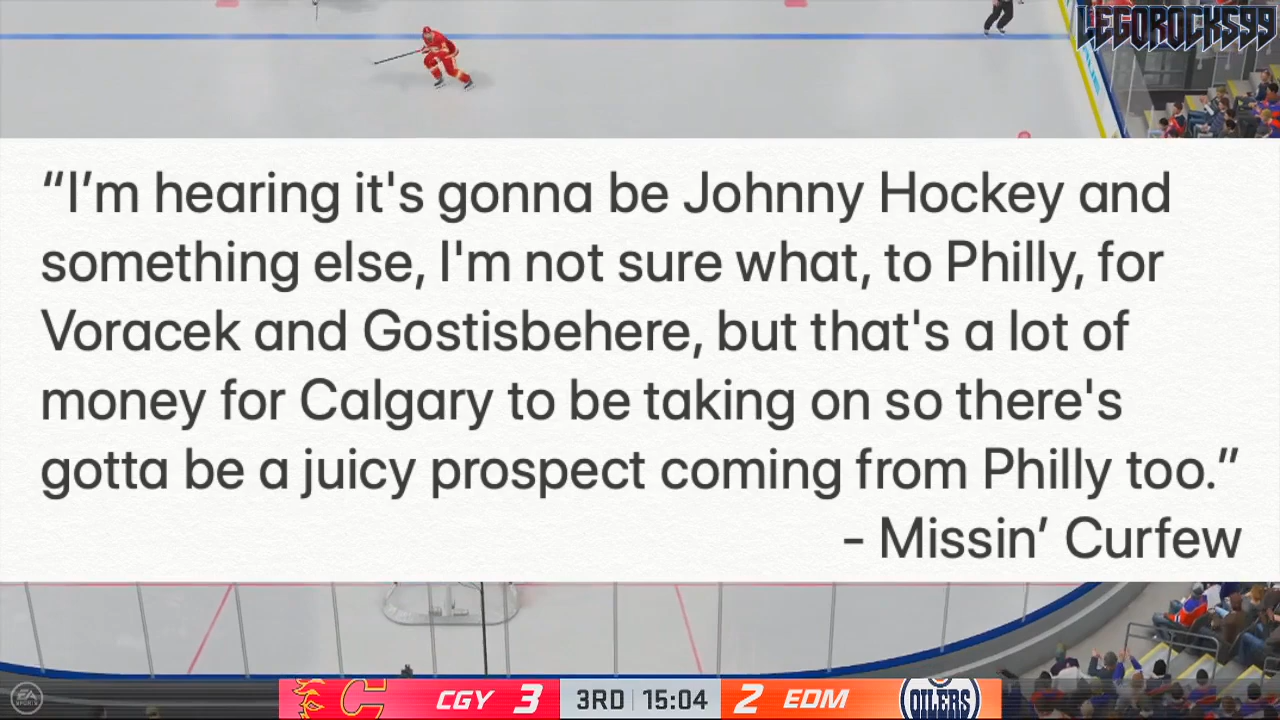 LEGOROCKS99
“I’m hearing it's gonna be Johnny Hockey and
something else, I'm not sure what, to Philly, for
Voracek and Gostisbehere, but that's a lot of
money for Calgary to be taking on so there's
gotta be a juicy prospect coming from Philly too.”
– Missin’ Curfew
EA SPORTS
CGY 3 3RD 15:04 2 EDM OILERS